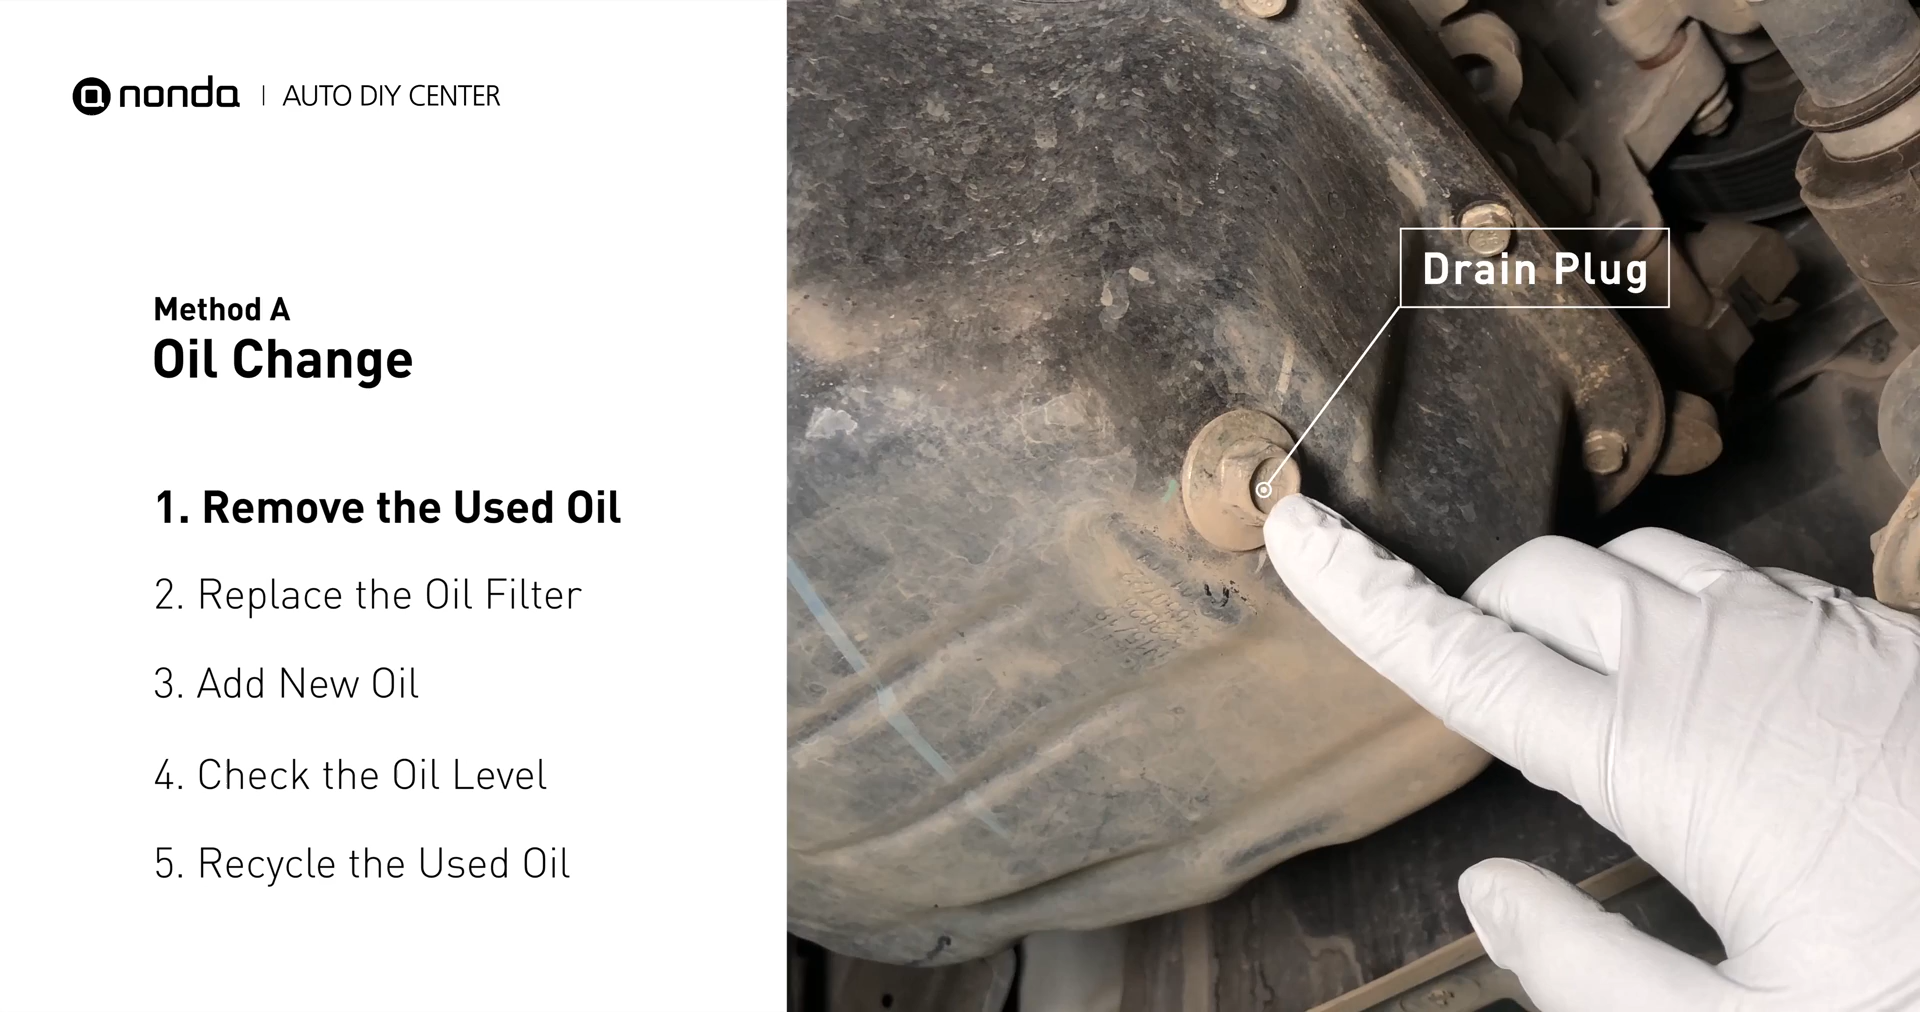 nonda | AUTO DIY CENTER
Method A
Oil Change
1. Remove the Used Oil
2. Replace the Oil Filter
3. Add New Oil
4. Check the Oil Level
5. Recycle the Used Oil
Drain Plug